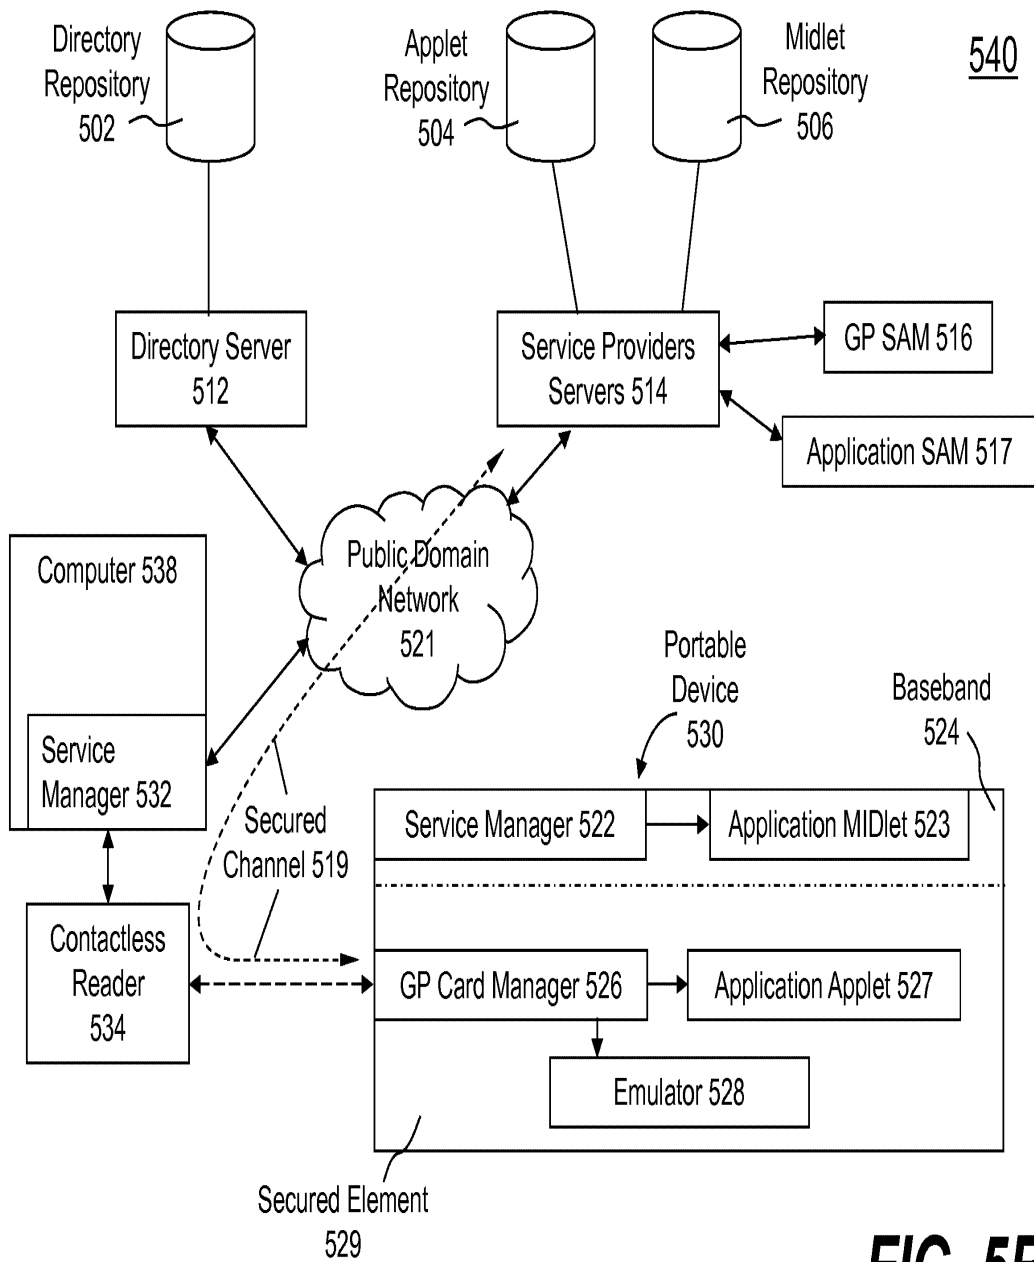 Directory
Repository
502
Applet
Repository
504
Midlet
Repository
506
540
Directory Server
512
Service Providers
Servers 514
GP SAM 516
Application SAM 517
Computer 538
Public Domain
Network
521
Service
Manager 532
Portable
Device
530
Baseband
524
Secured
Channel 519
Service Manager 522
Application MIDlet 523
Contactless
Reader
534
GP Card Manager 526
Application Applet 527
Emulator 528
Secured Element
529
FIG.